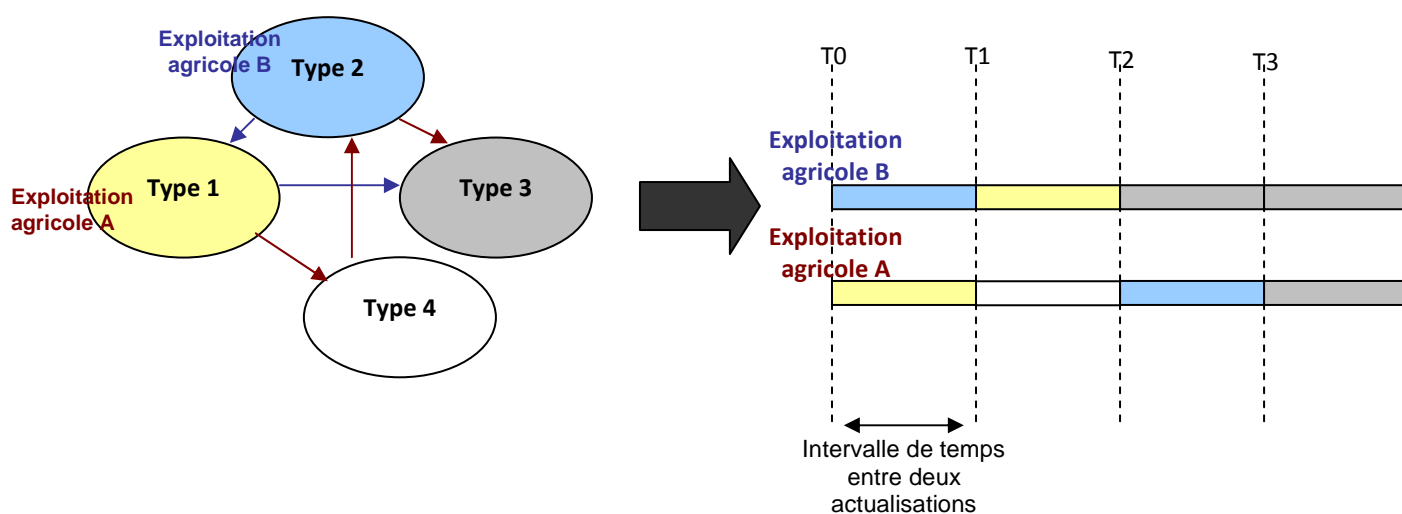 Exploitation
agricole B
Type 2
Type 1
Exploitation
agricole A
Type 3
Type 4
T0
T1
T2
T3
Exploitation
agricole B
Exploitation
agricole A
Intervalle de temps
entre deux
actualisations